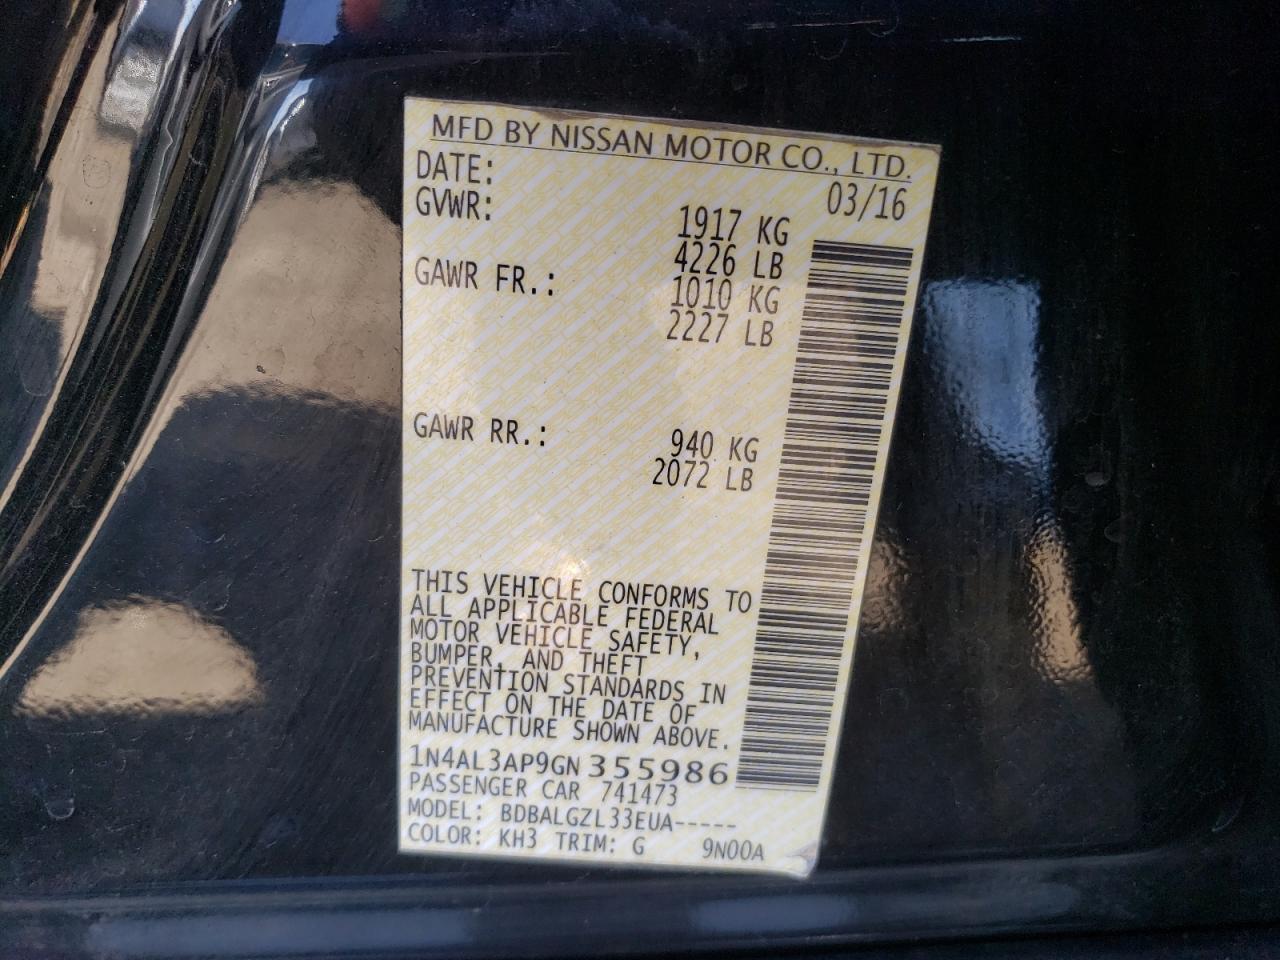 MFD BY NISSAN MOTOR CO., LTD.
DATE: 03/16
GVWR: 1917 KG
4226 LB
GAWR FR.: 1010 KG
2227 LB
GAWR RR.: 940 KG
2072 LB
THIS VEHICLE CONFORMS TO
ALL APPLICABLE FEDERAL
MOTOR VEHICLE SAFETY,
BUMPER, AND THEFT
PREVENTION STANDARDS IN
EFFECT ON THE DATE OF
MANUFACTURE SHOWN ABOVE.
1N4AL3AP9GN355986
PASSENGER CAR 741473
MODEL: BDBALGZL33EUA-----
COLOR: KH3 TRIM: G 9N00A